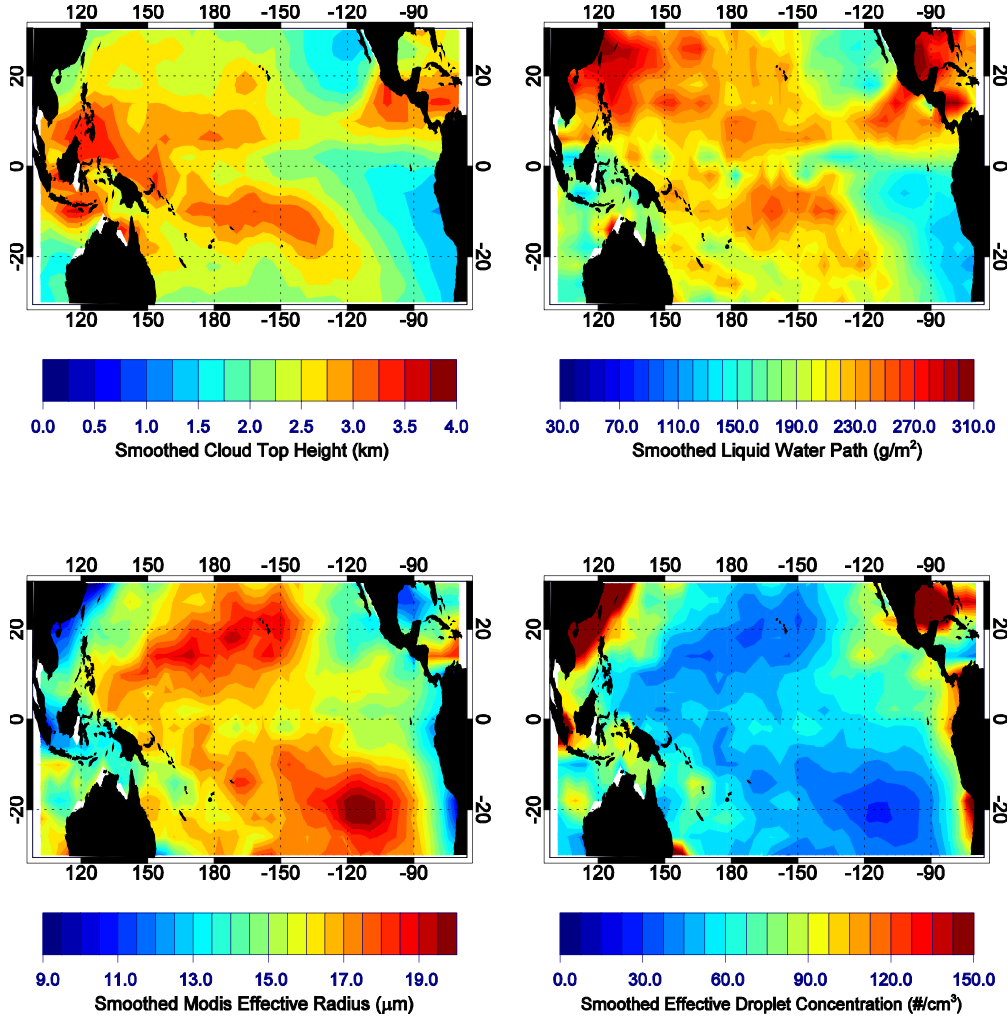 120 150 180 -150 -120 -90
120 150 180 -150 -120 -90
20 20
20 20
0 0
0 0
-20 -20
-20 -20
120 150 180 -150 -120 -90
120 150 180 -150 -120 -90
0.0 0.5 1.0 1.5 2.0 2.5 3.0 3.5 4.0
Smoothed Cloud Top Height (km)
30.0 70.0 110.0 150.0 190.0 230.0 270.0 310.0
Smoothed Liquid Water Path (g/m²)
120 150 180 -150 -120 -90
120 150 180 -150 -120 -90
20 20
20 20
0 0
0 0
-20 -20
-20 -20
120 150 180 -150 -120 -90
120 150 180 -150 -120 -90
9.0 11.0 13.0 15.0 17.0 19.0
Smoothed Modis Effective Radius (μm)
0.0 30.0 60.0 90.0 120.0 150.0
Smoothed Effective Droplet Concentration (#/cm³)